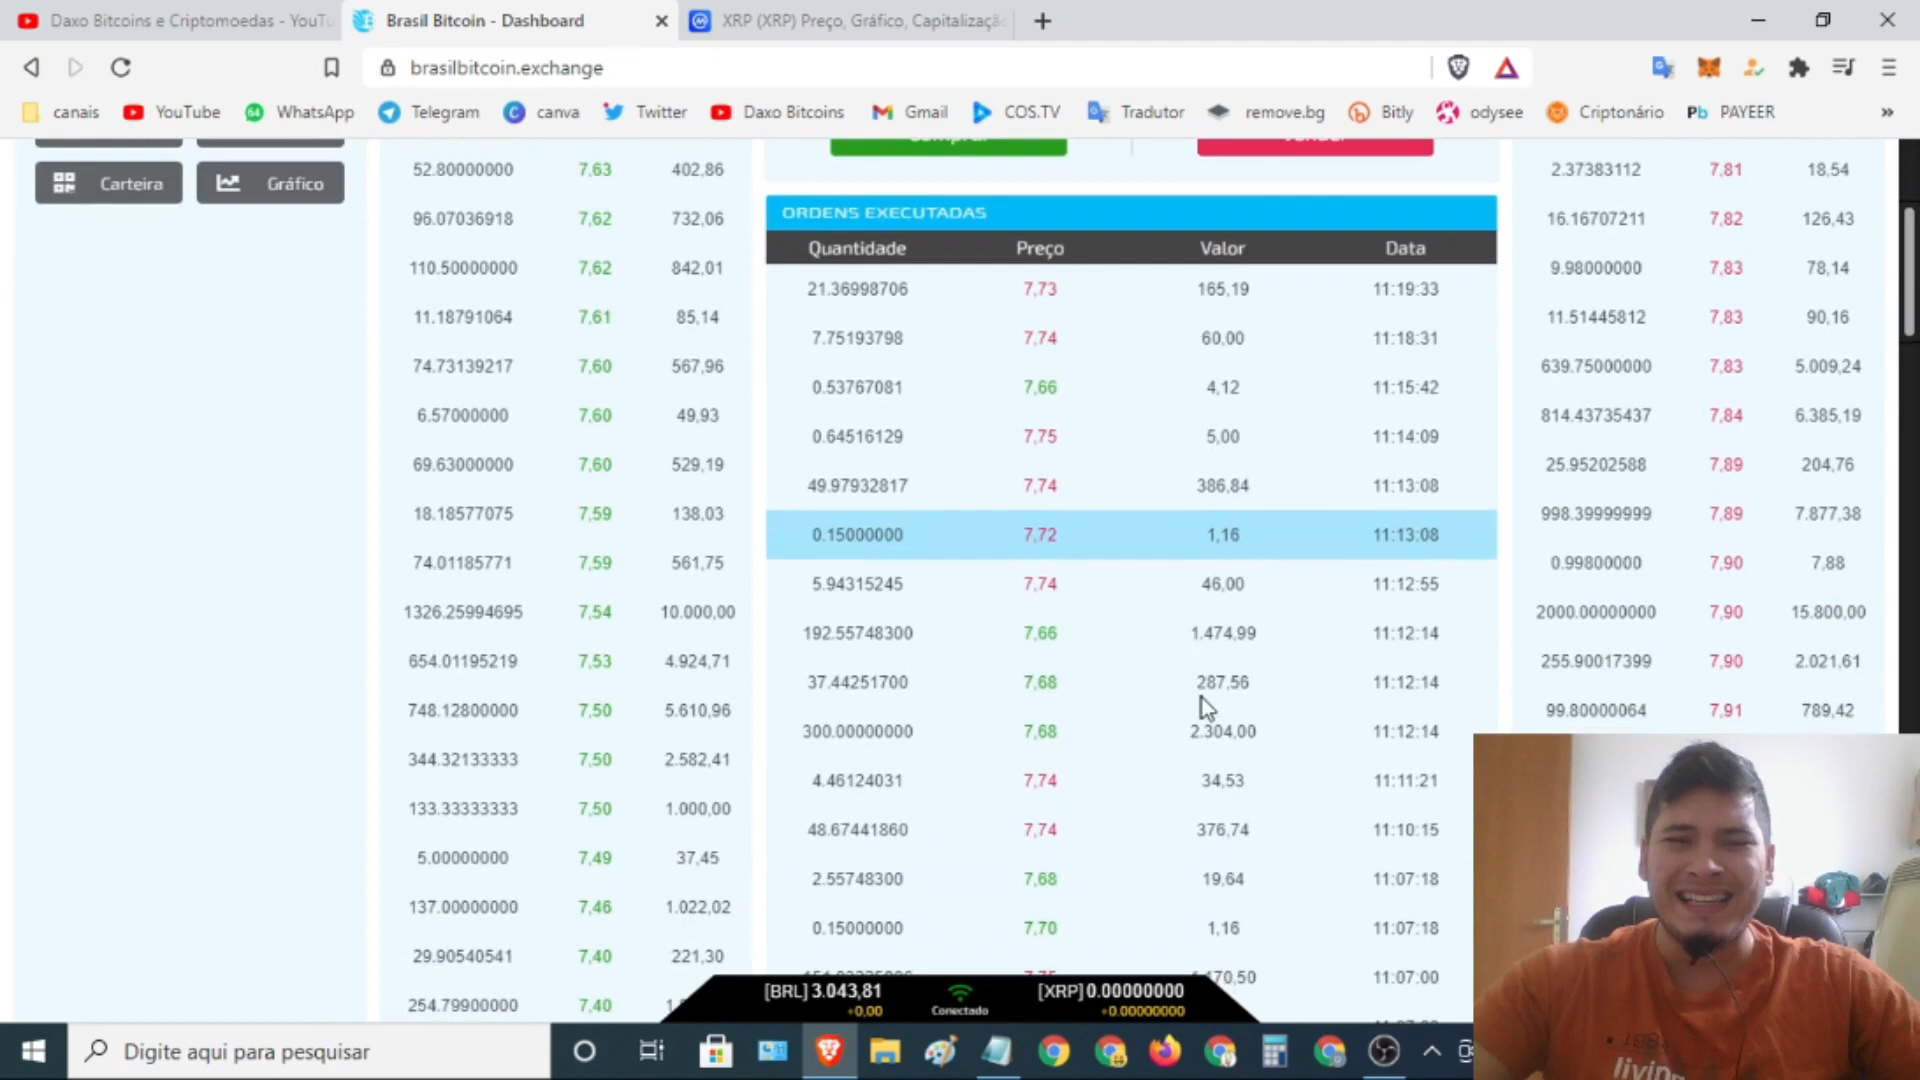 Daxo Bitcoins e Criptomoedas - YouTu
Brasil Bitcoin - Dashboard
XRP (XRP) Preço, Gráfico, Capitalizaçã
brasilbitcoin.exchange
canais YouTube WhatsApp Telegram canva Twitter Daxo Bitcoins Gmail COS.TV Tradutor remove.bg Bitly odysee Criptonário Pb PAYEER
Carteira Gráfico
52.80000000 7,63 402,86
96.07036918 7,62 732,06
110.50000000 7,62 842,01
11.18791064 7,61 85,14
74.73139217 7,60 567,96
6.57000000 7,60 49,93
69.63000000 7,60 529,19
18.18577075 7,59 138,03
74.01185771 7,59 561,75
1326.25994695 7,54 10.000,00
654.01195219 7,53 4.924,71
748.12800000 7,50 5.610,96
344.32133333 7,50 2.582,41
133.33333333 7,50 1.000,00
5.00000000 7,49 37,45
137.00000000 7,46 1.022,02
29.90540541 7,40 221,30
254.79900000 7,40
ORDENS EXECUTADAS
Quantidade Preço Valor Data
21.36998706 7,73 165,19 11:19:33
7.75193798 7,74 60,00 11:18:31
0.53767081 7,66 4,12 11:15:42
0.64516129 7,75 5,00 11:14:09
49.97932817 7,74 386,84 11:13:08
0.15000000 7,72 1,16 11:13:08
5.94315245 7,74 46,00 11:12:55
192.55748300 7,66 1.474,99 11:12:14
37.44251700 7,68 287,56 11:12:14
300.00000000 7,68 2.304,00 11:12:14
4.46124031 7,74 34,53 11:11:21
48.67441860 7,74 376,74 11:10:15
2.55748300 7,68 19,64 11:07:18
0.15000000 7,70 1,16 11:07:18
11:07:00
2.37383112 7,81 18,54
16.16707211 7,82 126,43
9.98000000 7,83 78,14
11.51445812 7,83 90,16
639.75000000 7,83 5.009,24
814.43735437 7,84 6.385,19
25.95202588 7,89 204,76
998.39999999 7,89 7.877,38
0.99800000 7,90 7,88
2000.00000000 7,90 15.800,00
255.90017399 7,90 2.021,61
99.80000064 7,91 789,42
[BRL] 3.043,81
+0,00
Conectado
[XRP] 0.00000000
+0.00000000
Digite aqui para pesquisar
living